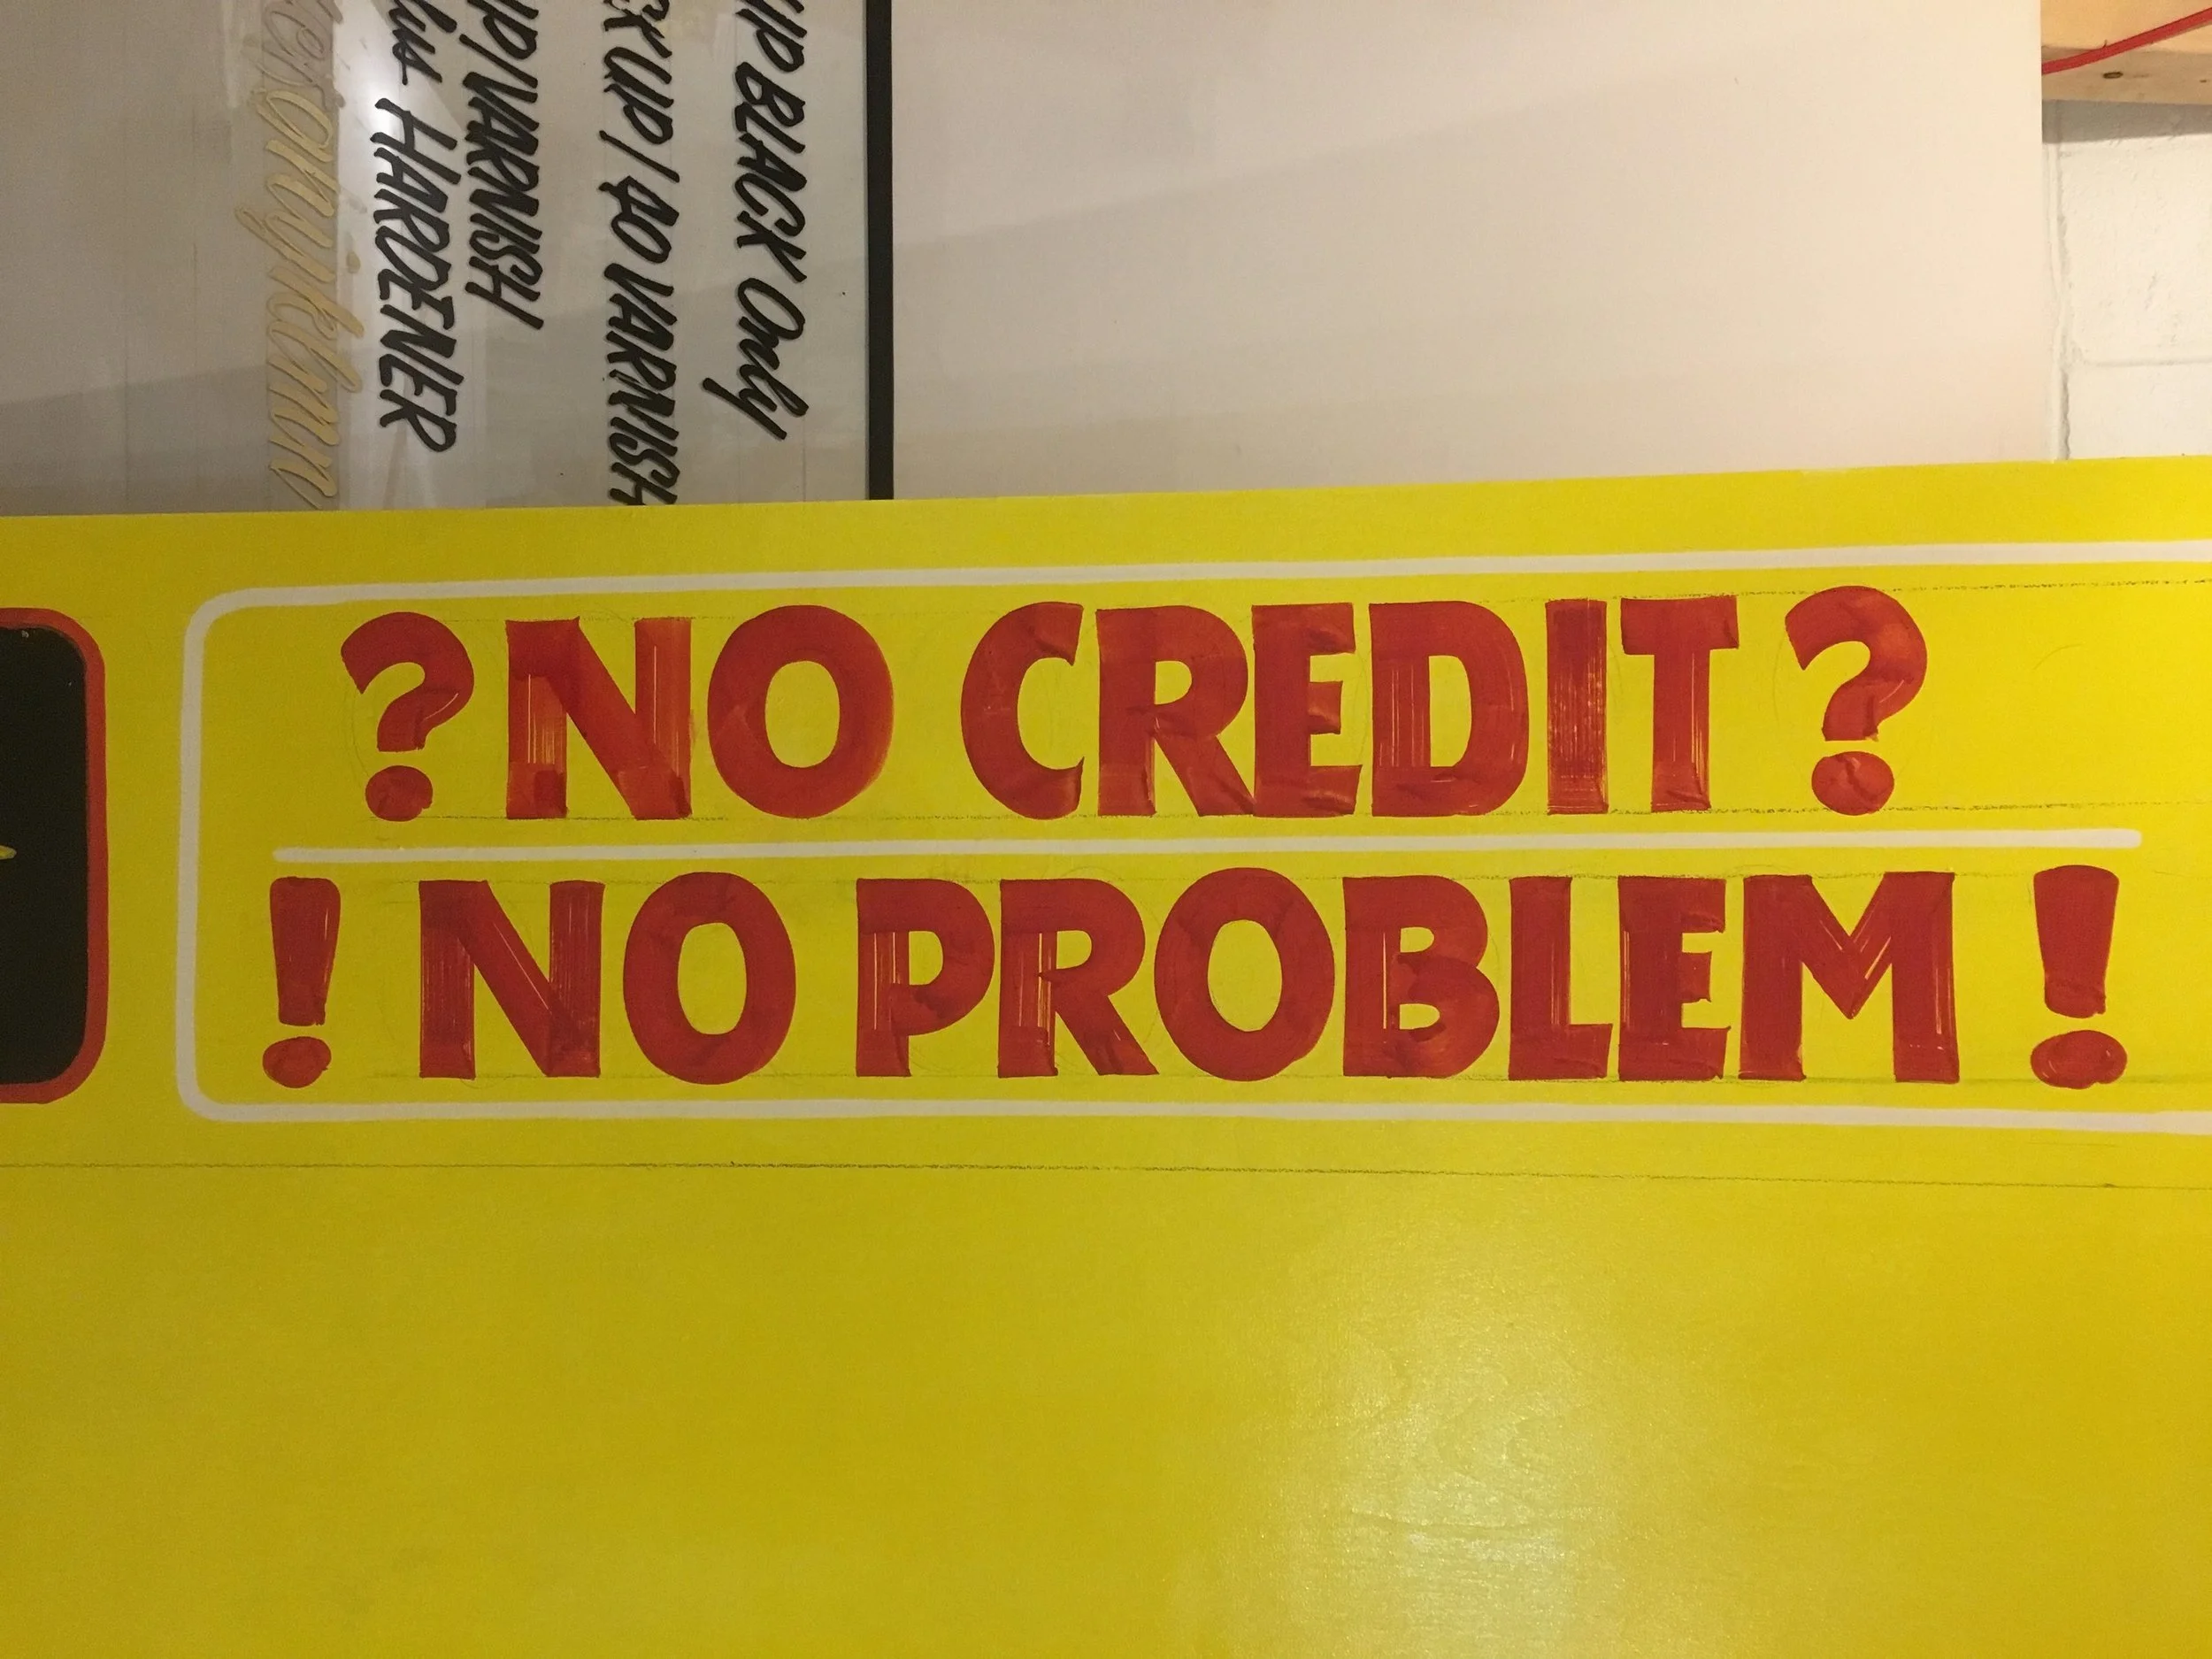 ? NO CREDIT ?
! NO PROBLEM !
BLACK Only
UP / 40 VARNISH
VARNISH
HARDENER